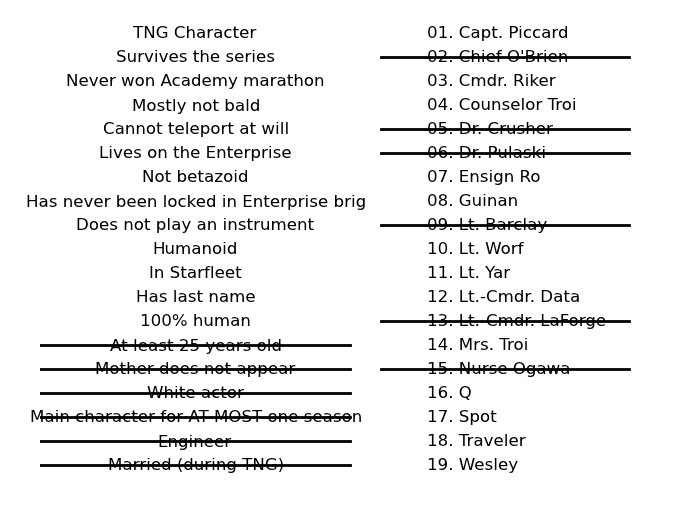 TNG Character
Survives the series
Never won Academy marathon
Mostly not bald
Cannot teleport at will
Lives on the Enterprise
Not betazoid
Has never been locked in Enterprise brig
Does not play an instrument
Humanoid
In Starfleet
Has last name
100% human
At least 25 years old
Mother does not appear
White actor
Main character for AT MOST one season
Engineer
Married (during TNG)
01. Capt. Piccard
02. Chief O'Brien
03. Cmdr. Riker
04. Counselor Troi
05. Dr. Crusher
06. Dr. Pulaski
07. Ensign Ro
08. Guinan
09. Lt. Barclay
10. Lt. Worf
11. Lt. Yar
12. Lt.-Cmdr. Data
13. Lt.-Cmdr. LaForge
14. Mrs. Troi
15. Nurse Ogawa
16. Q
17. Spot
18. Traveler
19. Wesley